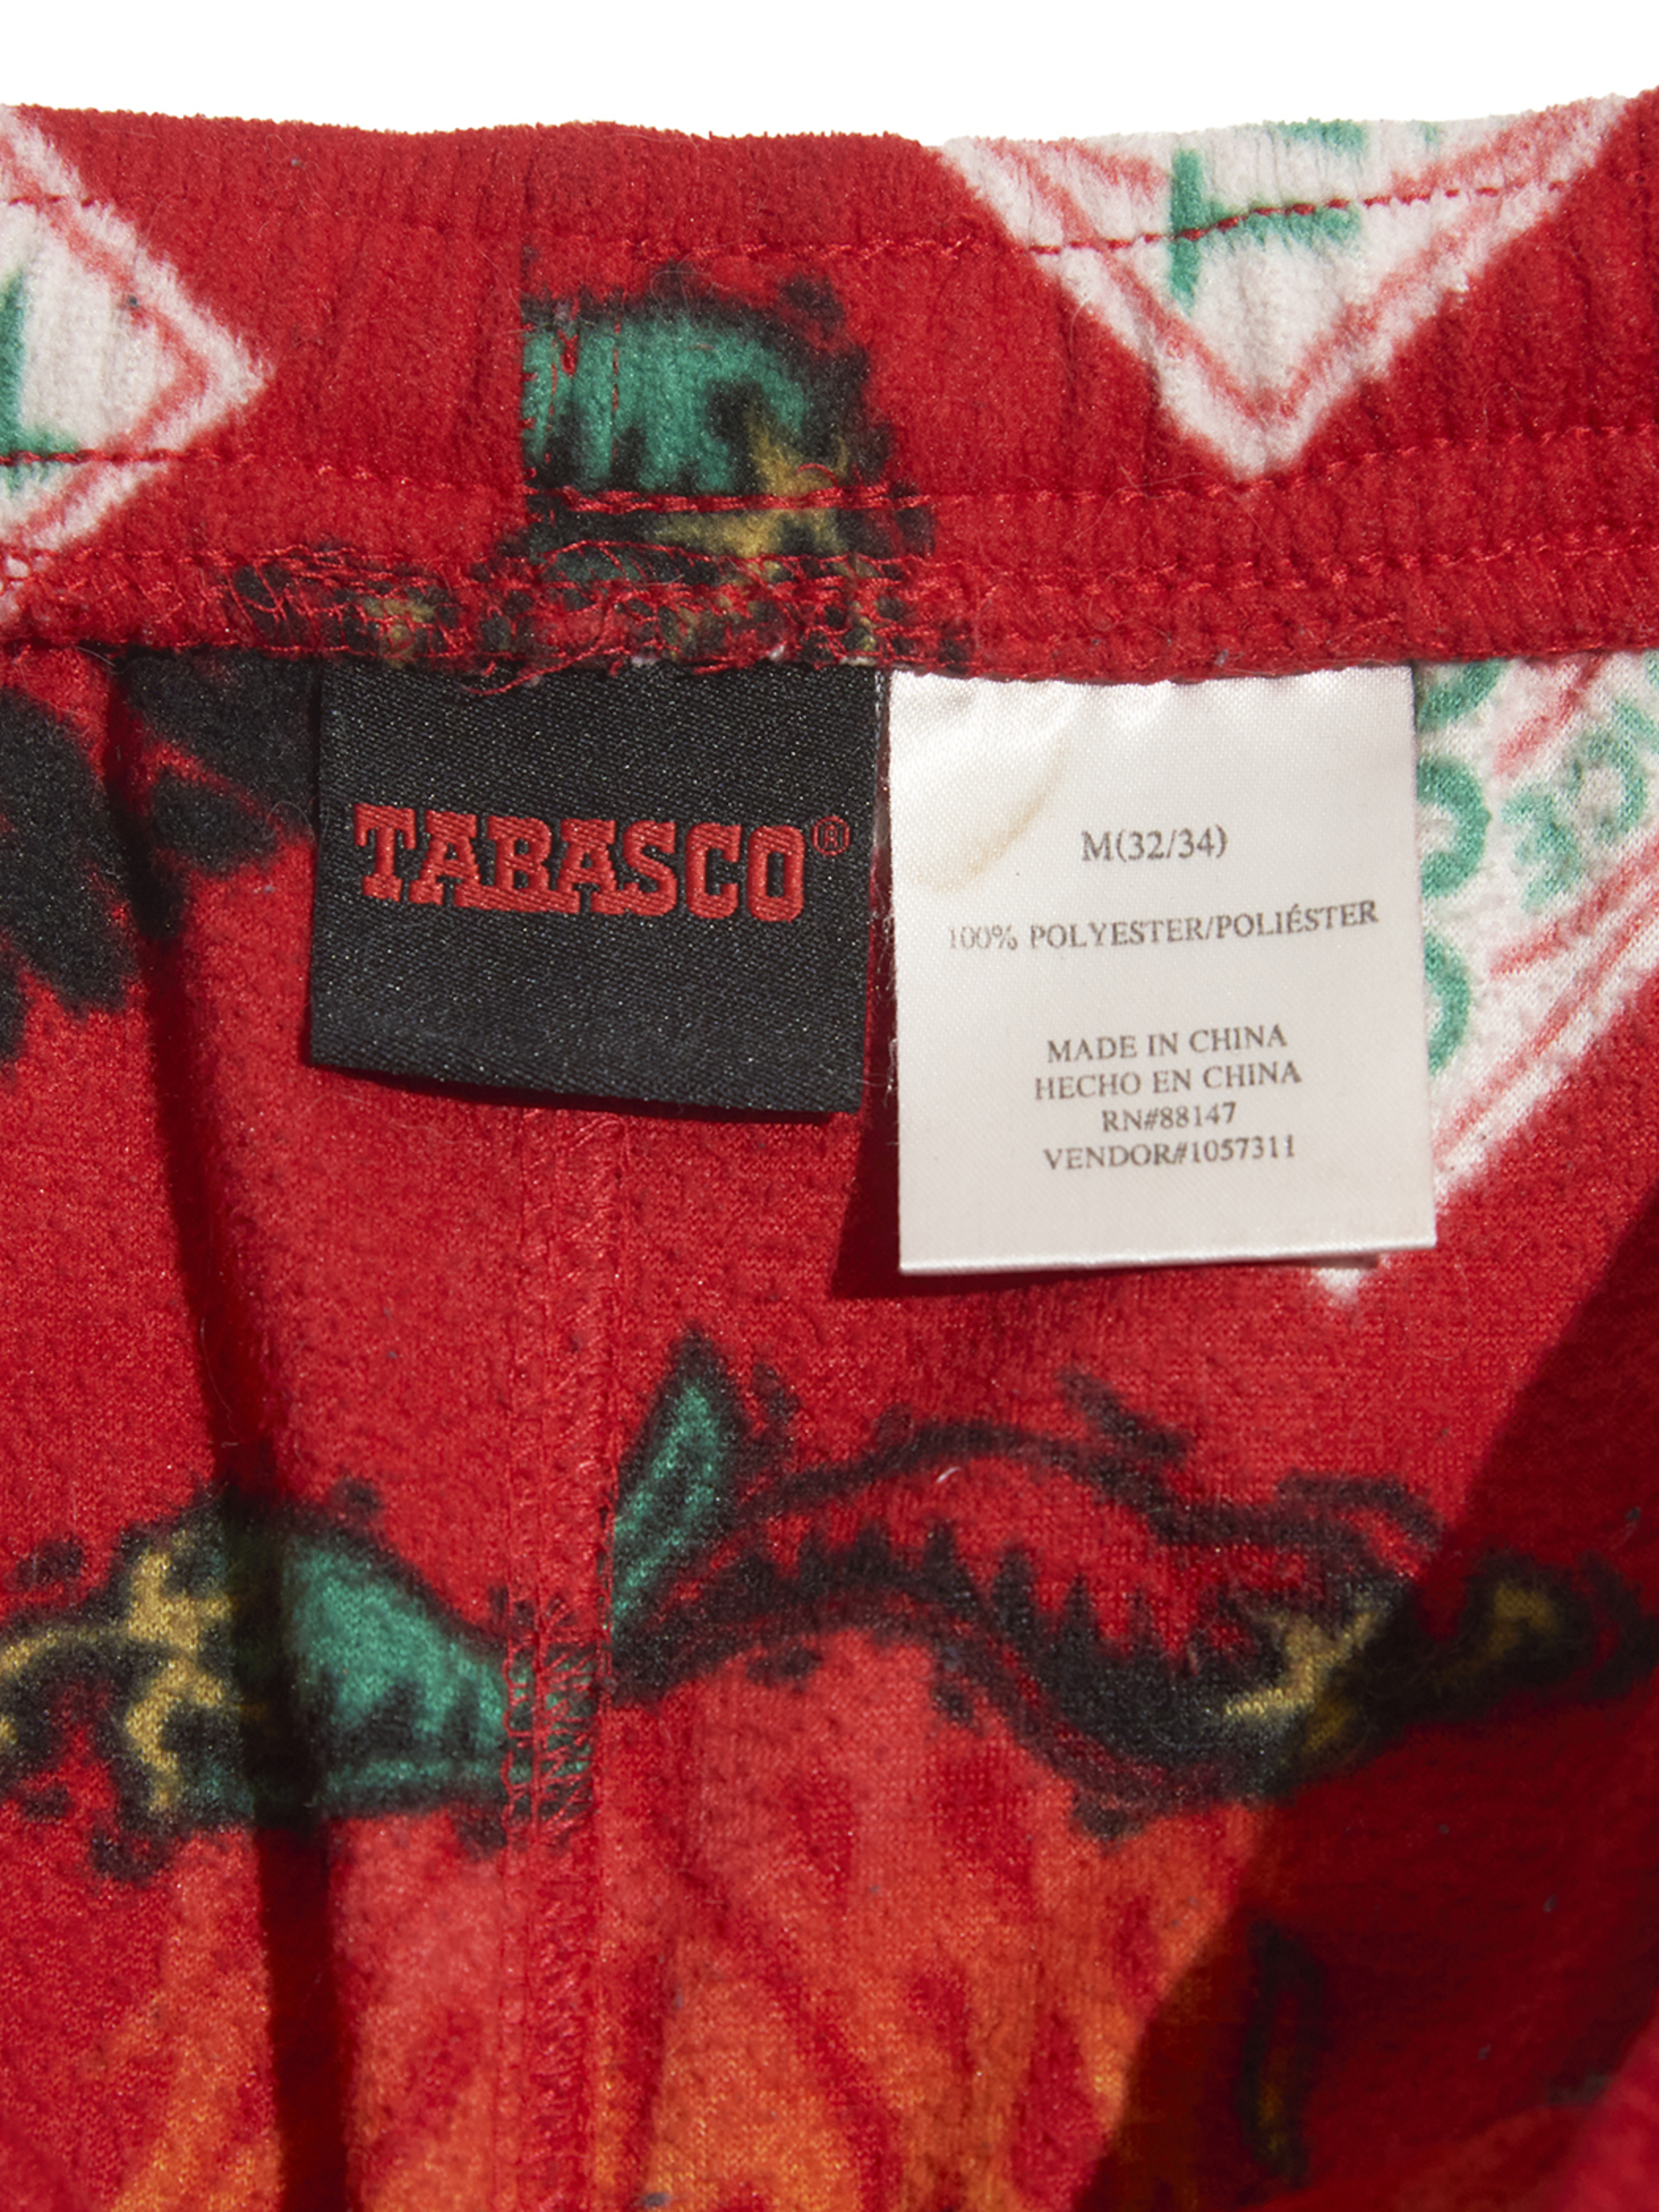 TABASCO®
M(32/34)
100% POLYESTER/POLIÉSTER
MADE IN CHINA
HECHO EN CHINA
RN#88147
VENDOR#1057311